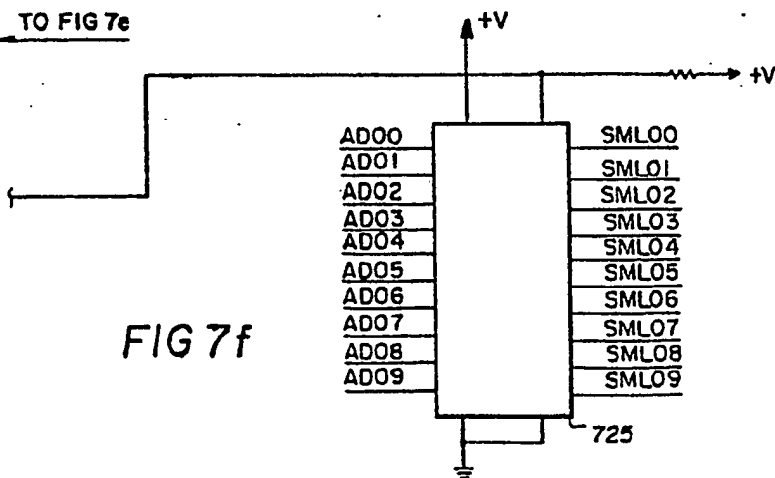 TO FIG 7e
+V
+V
AD00 SML00
AD01 SML01
AD02 SML02
AD03 SML03
AD04 SML04
AD05 SML05
AD06 SML06
AD07 SML07
AD08 SML08
AD09 SML09
FIG 7f
725